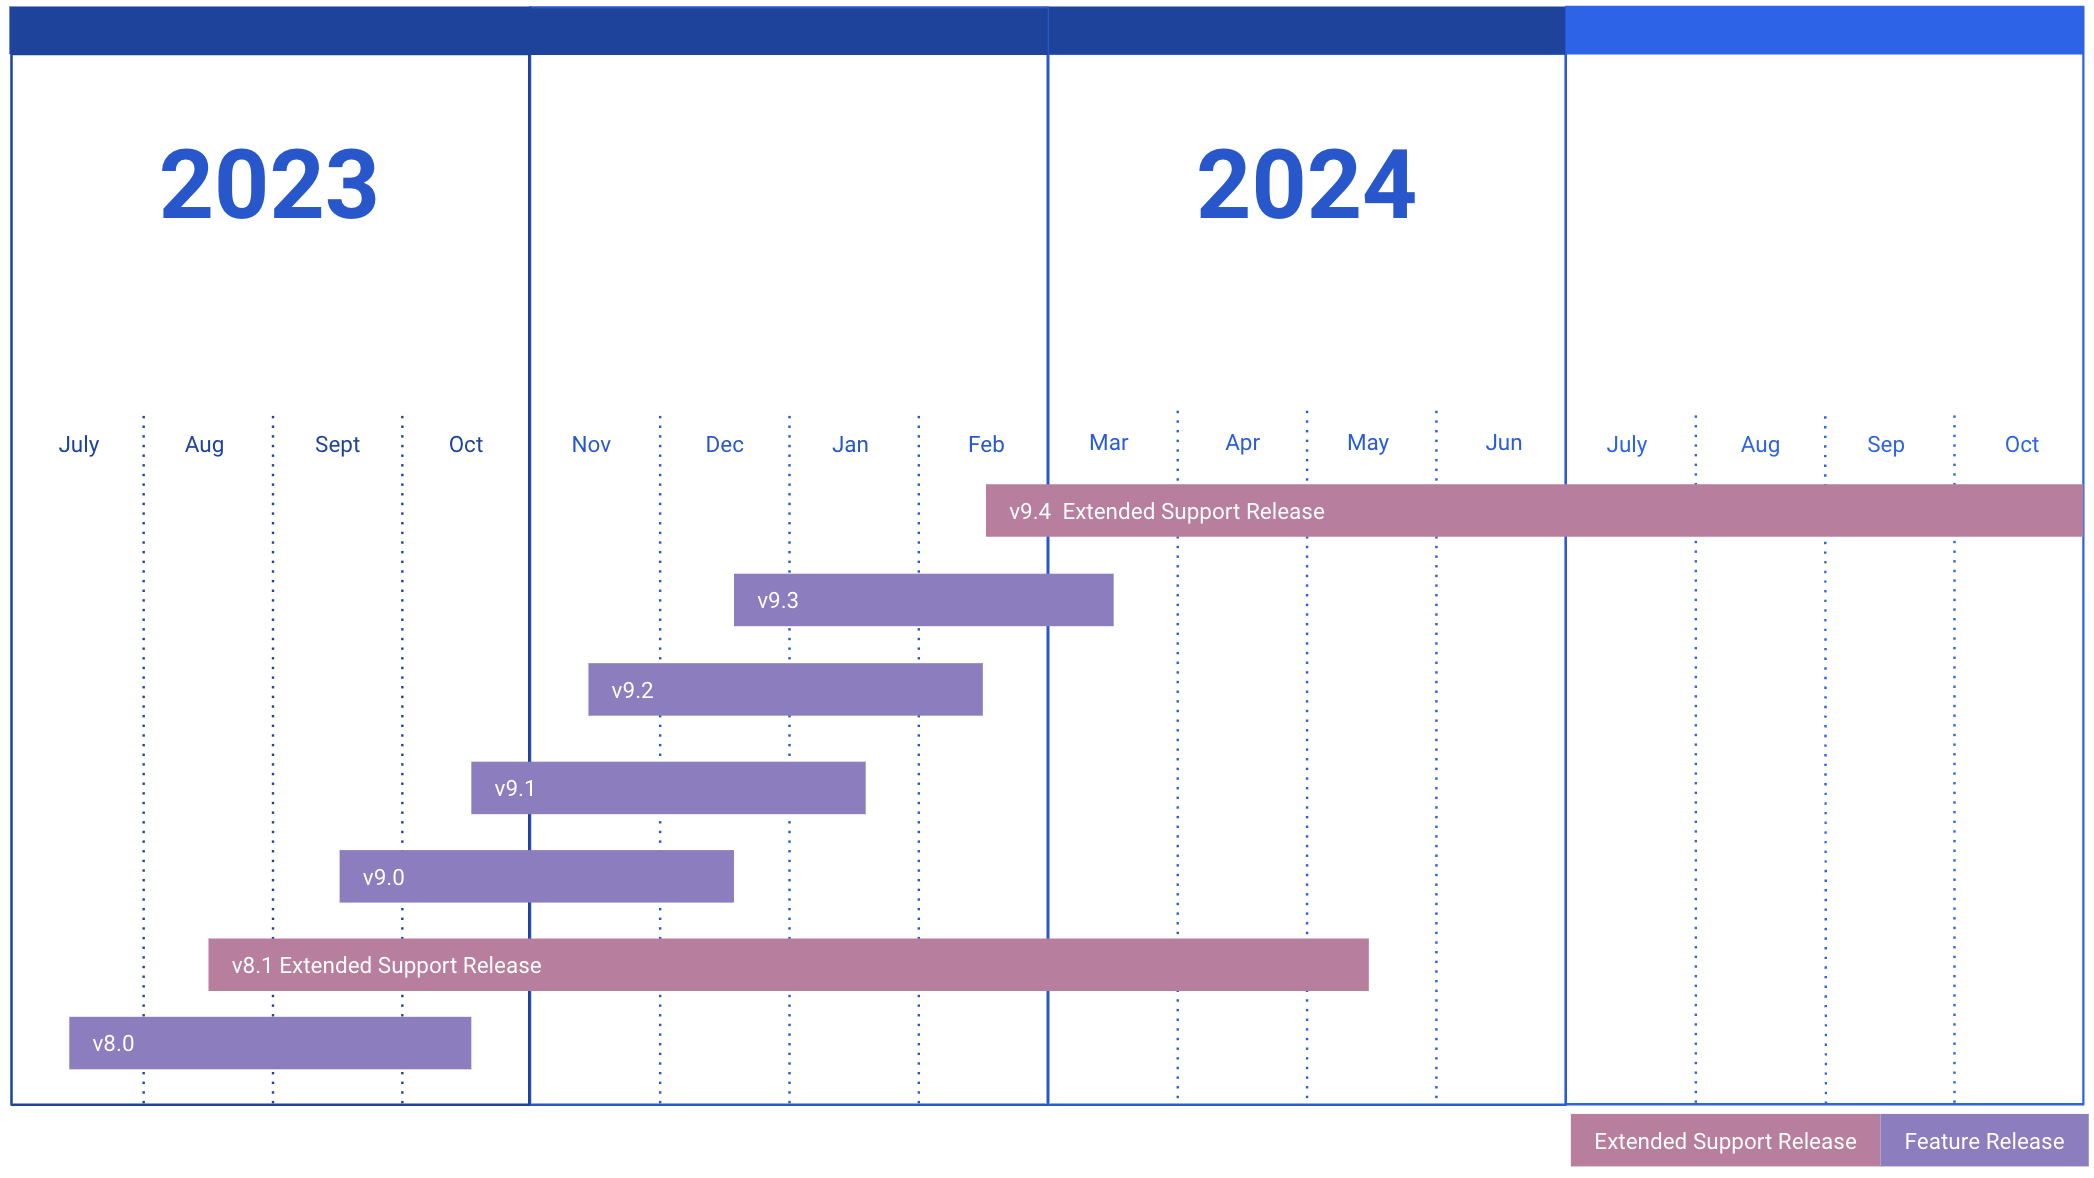 2023
2024
July Aug Sept Oct Nov Dec Jan Feb Mar Apr May Jun July Aug Sep Oct
v9.4 Extended Support Release
v9.3
v9.2
v9.1
v9.0
v8.1 Extended Support Release
v8.0
Extended Support Release Feature Release